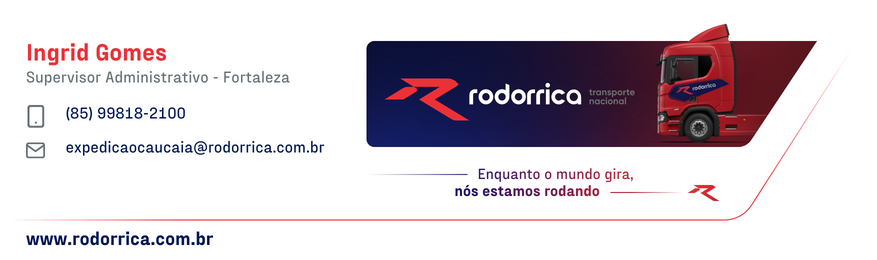 Ingrid Gomes
Supervisor Administrativo - Fortaleza
(85) 99818-2100
expedicaocaucaia@rodorrica.com.br
rodorrica
transporte
nacional
rodorrica
Enquanto o mundo gira,
nós estamos rodando
www.rodorrica.com.br